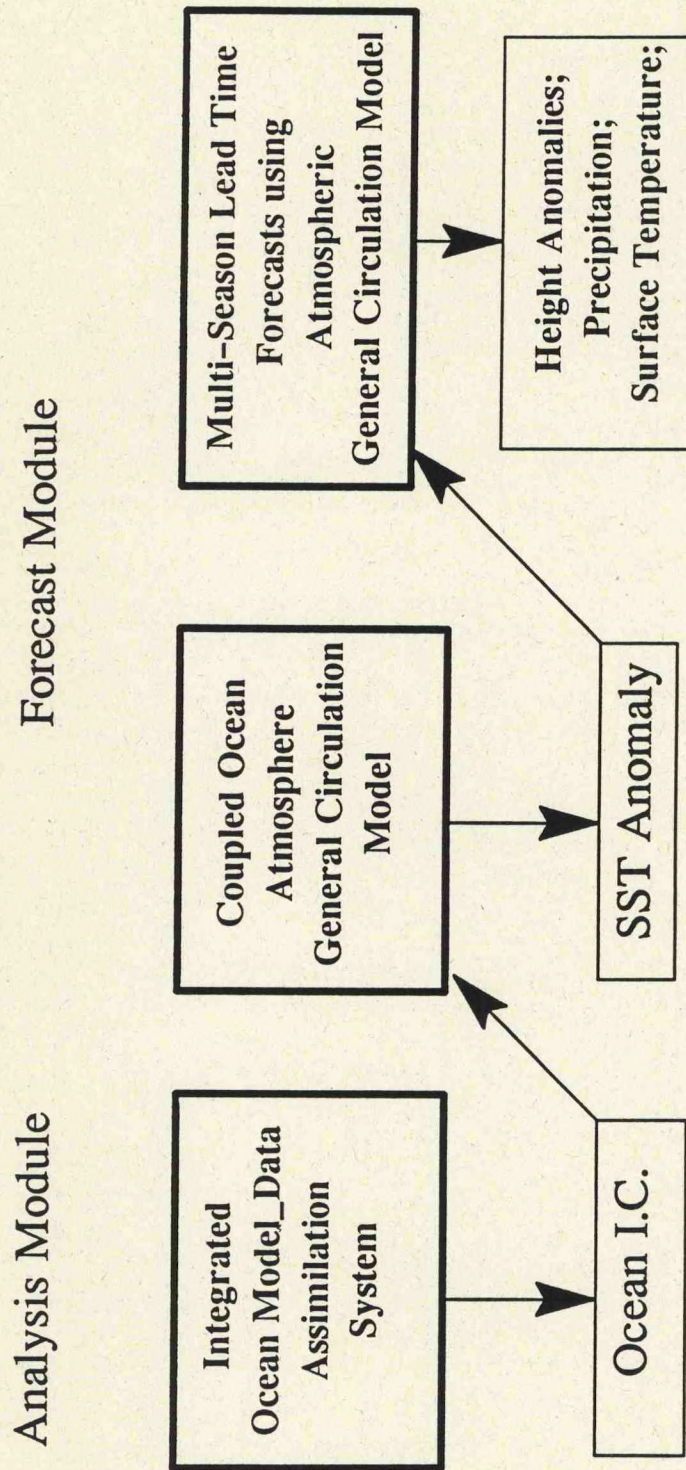 Analysis Module
Forecast Module
Integrated
Ocean Model_Data
Assimilation
System
Ocean I.C.
Coupled Ocean
Atmosphere
General Circulation
Model
SST Anomaly
Multi-Season Lead Time
Forecasts using
Atmospheric
General Circulation Model
Height Anomalies;
Precipitation;
Surface Temperature;